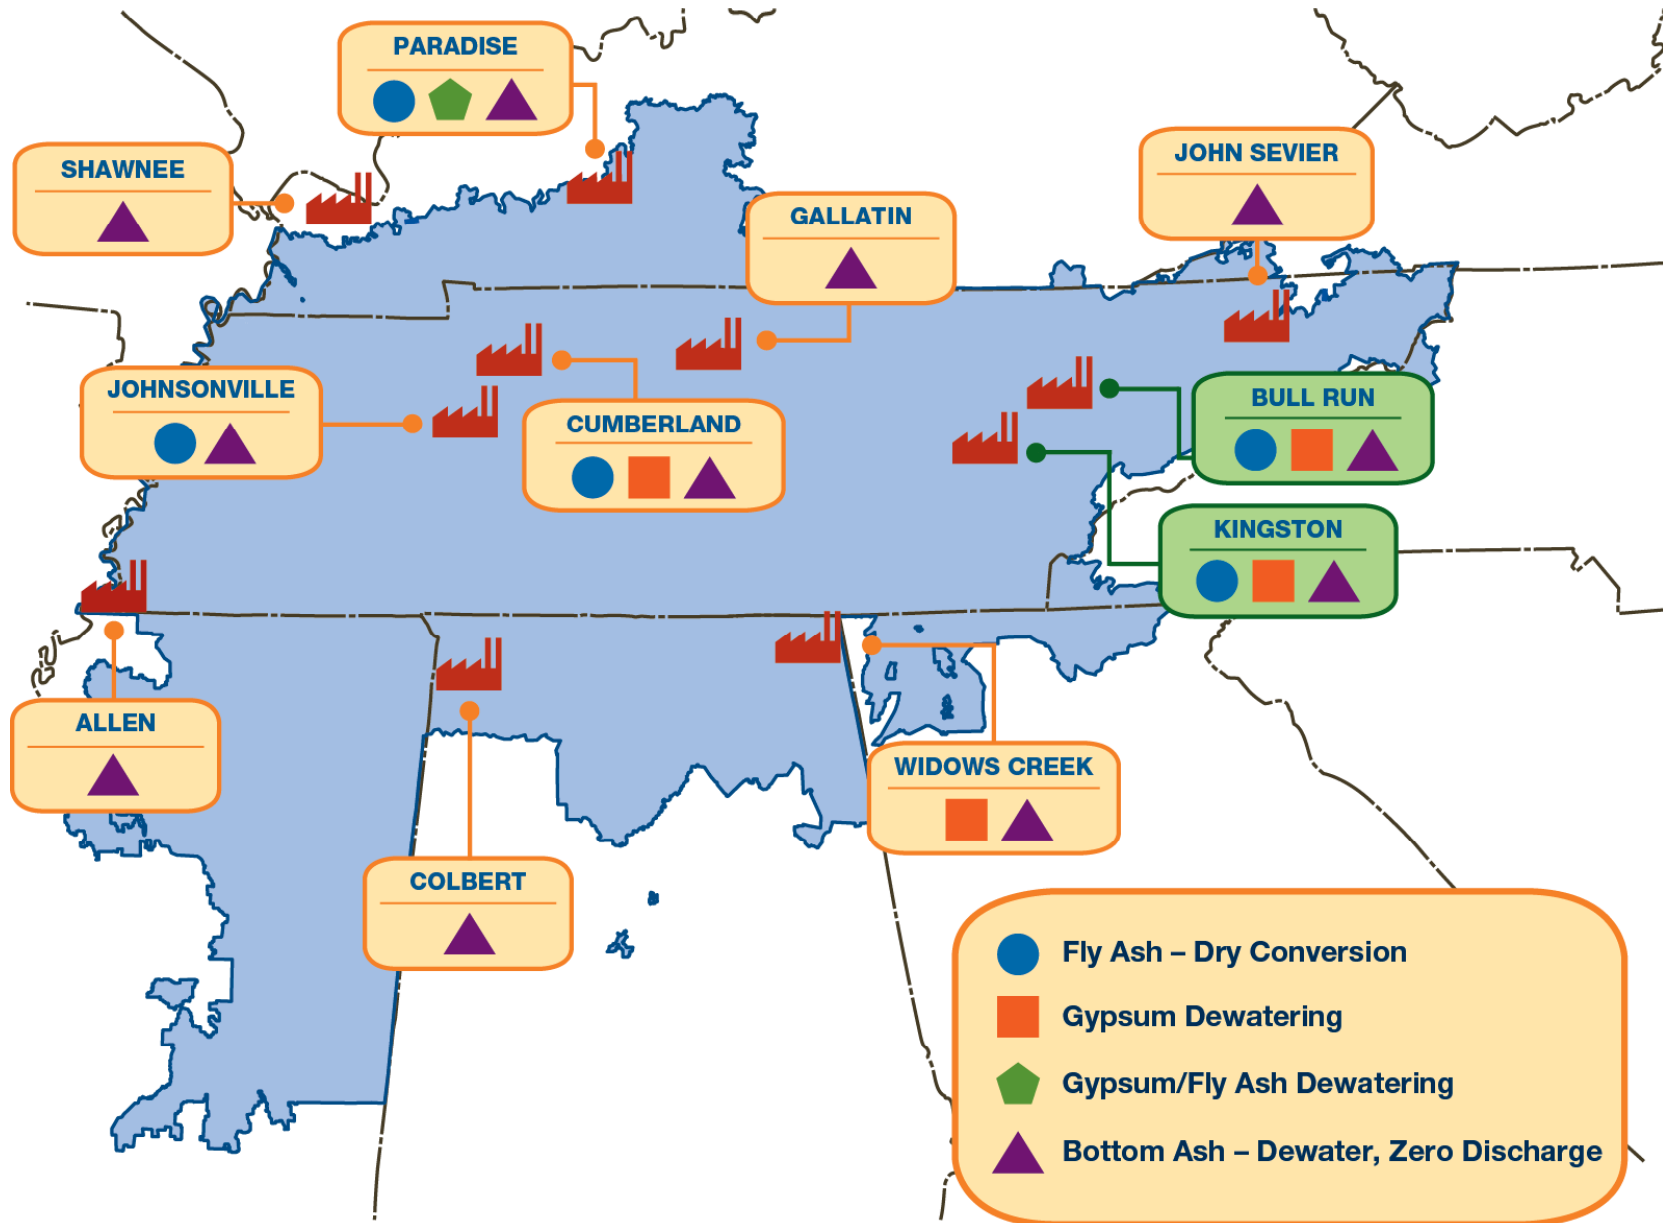 PARADISE
SHAWNEE
JOHN SEVIER
GALLATIN
JOHNSONVILLE
CUMBERLAND
BULL RUN
KINGSTON
ALLEN
WIDOWS CREEK
COLBERT
Fly Ash – Dry Conversion
Gypsum Dewatering
Gypsum/Fly Ash Dewatering
Bottom Ash – Dewater, Zero Discharge